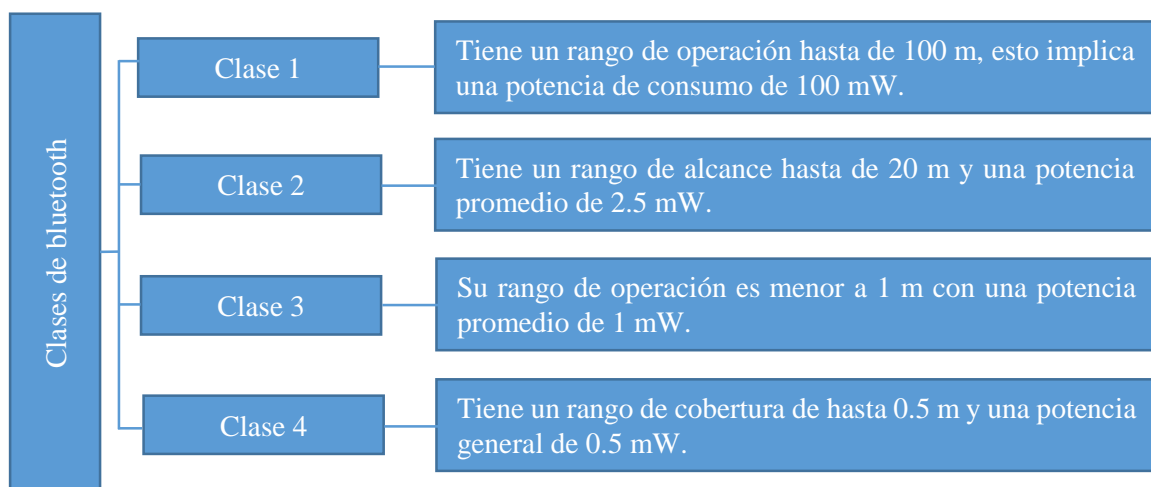 Clases de bluetooth
Clase 1
Tiene un rango de operación hasta de 100 m, esto implica
una potencia de consumo de 100 mW.
Clase 2
Tiene un rango de alcance hasta de 20 m y una potencia
promedio de 2.5 mW.
Clase 3
Su rango de operación es menor a 1 m con una potencia
promedio de 1 mW.
Clase 4
Tiene un rango de cobertura de hasta 0.5 m y una potencia
general de 0.5 mW.